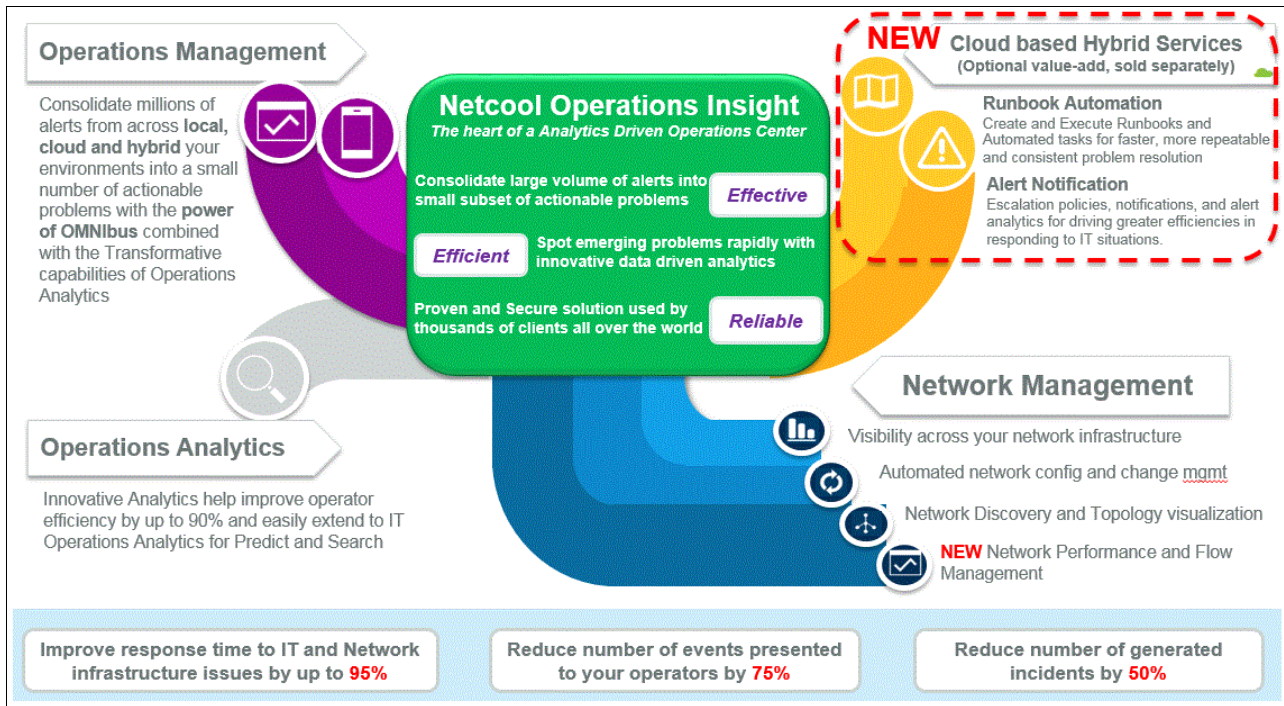 Operations Management
Consolidate millions of
alerts from across local,
cloud and hybrid your
environments into a small
number of actionable
problems with the power
of OMNIbus combined
with the Transformative
capabilities of Operations
Analytics
Netcool Operations Insight
The heart of a Analytics Driven Operations Center
Consolidate large volume of alerts into
small subset of actionable problems
Effective
Efficient
Spot emerging problems rapidly with
innovative data driven analytics
Proven and Secure solution used by
thousands of clients all over the world
Reliable
NEW Cloud based Hybrid Services
(Optional value-add, sold separately)
Runbook Automation
Create and Execute Runbooks and
Automated tasks for faster, more repeatable
and consistent problem resolution
Alert Notification
Escalation policies, notifications, and alert
analytics for driving greater efficiencies in
responding to IT situations.
Operations Analytics
Innovative Analytics help improve operator
efficiency by up to 90% and easily extend to IT
Operations Analytics for Predict and Search
Network Management
Visibility across your network infrastructure
Automated network config and change mgmt
Network Discovery and Topology visualization
NEW Network Performance and Flow
Management
Improve response time to IT and Network
infrastructure issues by up to 95%
Reduce number of events presented
to your operators by 75%
Reduce number of generated
incidents by 50%